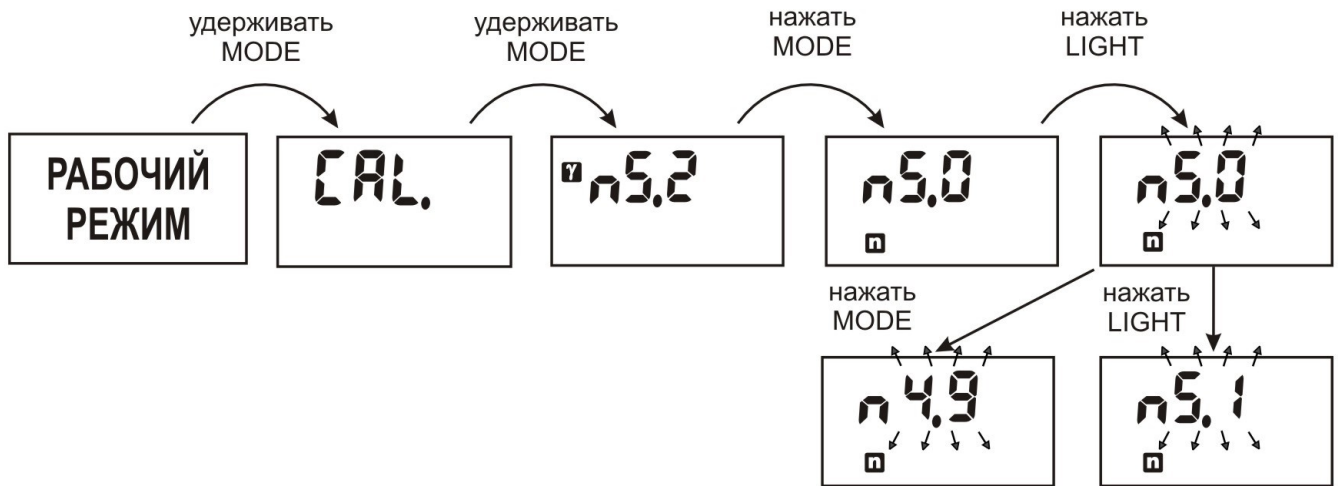 удерживать
MODE
удерживать
MODE
нажать
MODE
нажать
LIGHT
РАБОЧИЙ
РЕЖИМ
CAL.
γ n5.2
n5.0
n
n5.0
n
нажать
MODE
нажать
LIGHT
n4.9
n
n5.1
n